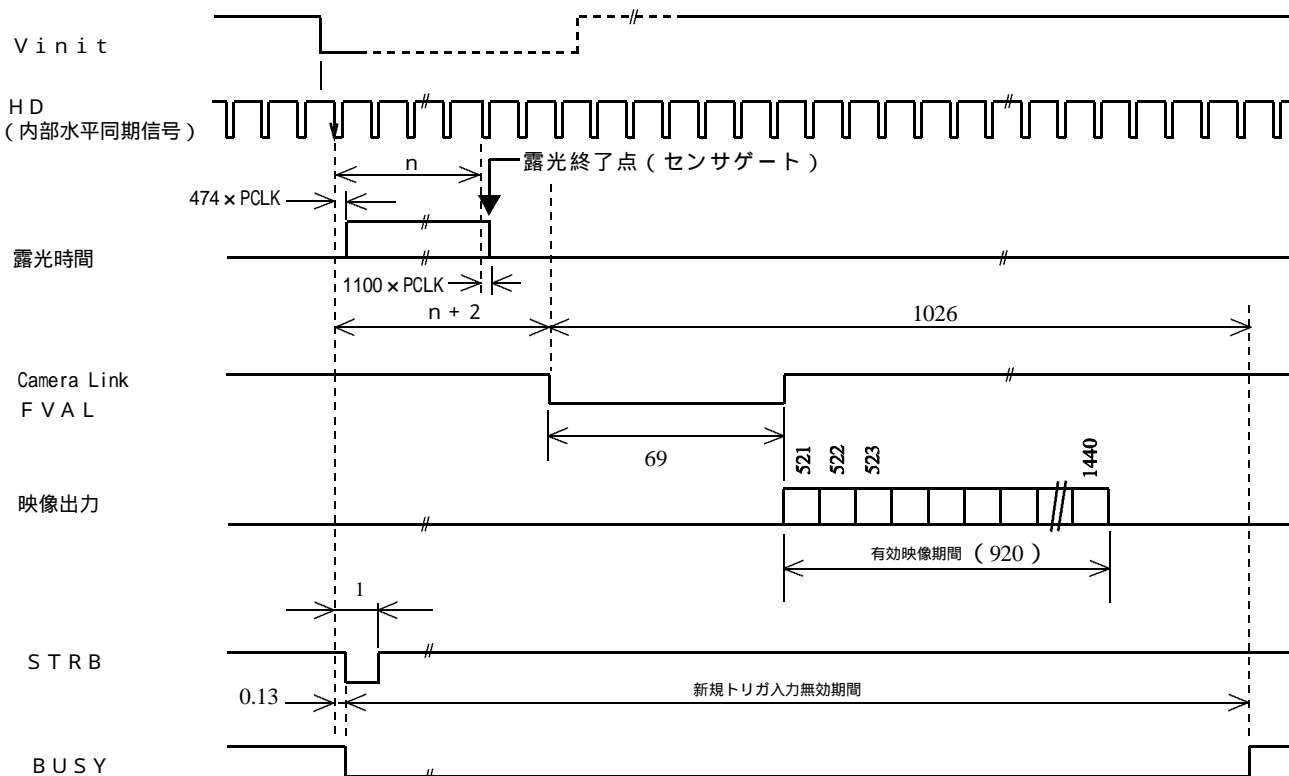 Ｖｉｎｉｔ
ＨＤ
（内部水平同期信号）
n
露光終了点（センサゲート）
474×PCLK
露光時間
1100×PCLK
n + 2
1026
Camera Link
ＦＶＡＬ
69
521
522
523
1440
映像出力
有効映像期間（920）
1
ＳＴＲＢ
0.13
新規トリガ入力無効期間
ＢＵＳＹ